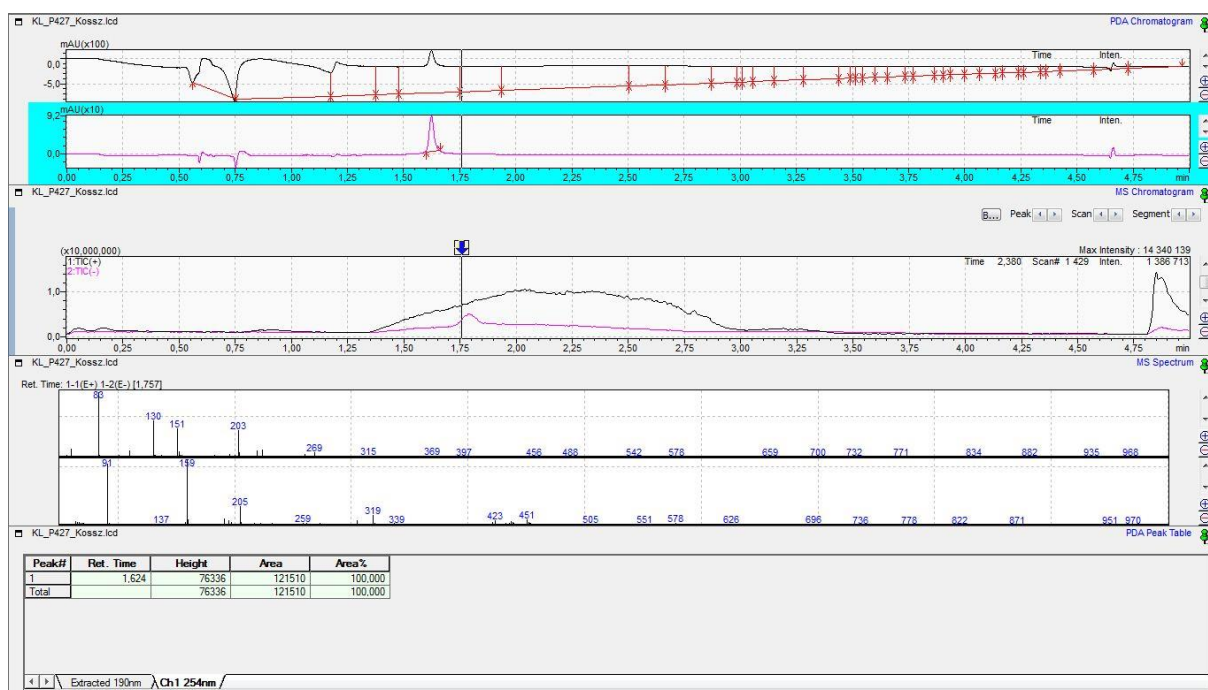 KL_P427_Kossz.lcd PDA Chromatogram
mAU(x100)
Time Inten.
0,0
-5,0
mAU(x10)
9,2
Time Inten.
0,0
0,00 0,25 0,50 0,75 1,00 1,25 1,50 1,75 2,00 2,25 2,50 2,75 3,00 3,25 3,50 3,75 4,00 4,25 4,50 4,75 min
KL_P427_Kossz.lcd MS Chromatogram
B... Peak Scan Segment
(x10,000,000) Max Intensity : 14 340 139
1:TIC(+) Time 2,380 Scan# 1 429 Inten. 1 386 713
2:TIC(-)
1,0
0,0
0,00 0,25 0,50 0,75 1,00 1,25 1,50 1,75 2,00 2,25 2,50 2,75 3,00 3,25 3,50 3,75 4,00 4,25 4,50 4,75 min
KL_P427_Kossz.lcd MS Spectrum
Ret. Time: 1-1(E+) 1-2(E-) [1,757]
83
130 151 203
269 315 369 397 456 488 542 578 659 700 732 771 834 882 935 968
91 159
205
137 259 319 339 423 451 505 551 578 626 696 736 778 822 871 951 970
KL_P427_Kossz.lcd PDA Peak Table
Peak# Ret. Time Height Area Area%
1 1,624 76336 121510 100,000
Total 76336 121510 100,000
Extracted 190nm Ch1 254nm